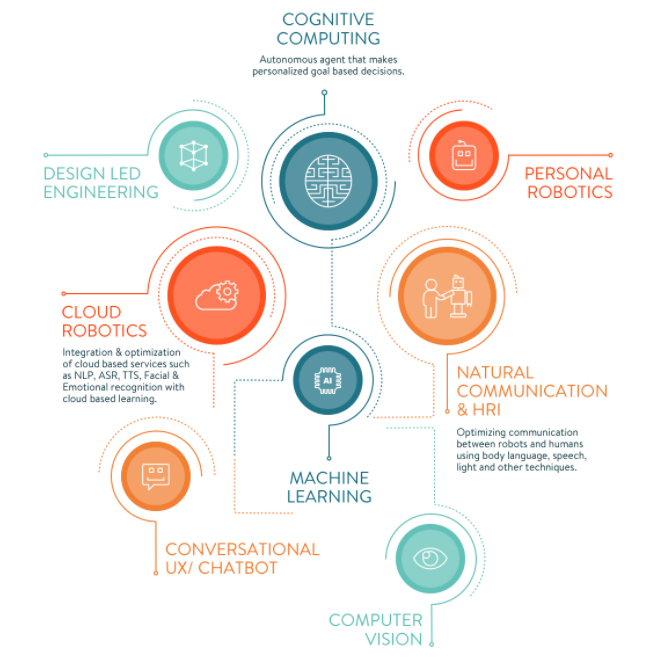 COGNITIVE
COMPUTING
Autonomous agent that makes
personalized goal based decisions.
DESIGN LED
ENGINEERING
PERSONAL
ROBOTICS
CLOUD
ROBOTICS
Integration & optimization
of cloud based services such
as NLP, ASR, TTS, Facial &
Emotional recognition with
cloud based learning.
NATURAL
COMMUNICATION
& HRI
Optimizing communication
between robots and humans
using body language, speech,
light and other techniques.
AI
MACHINE
LEARNING
CONVERSATIONAL
UX/ CHATBOT
COMPUTER
VISION